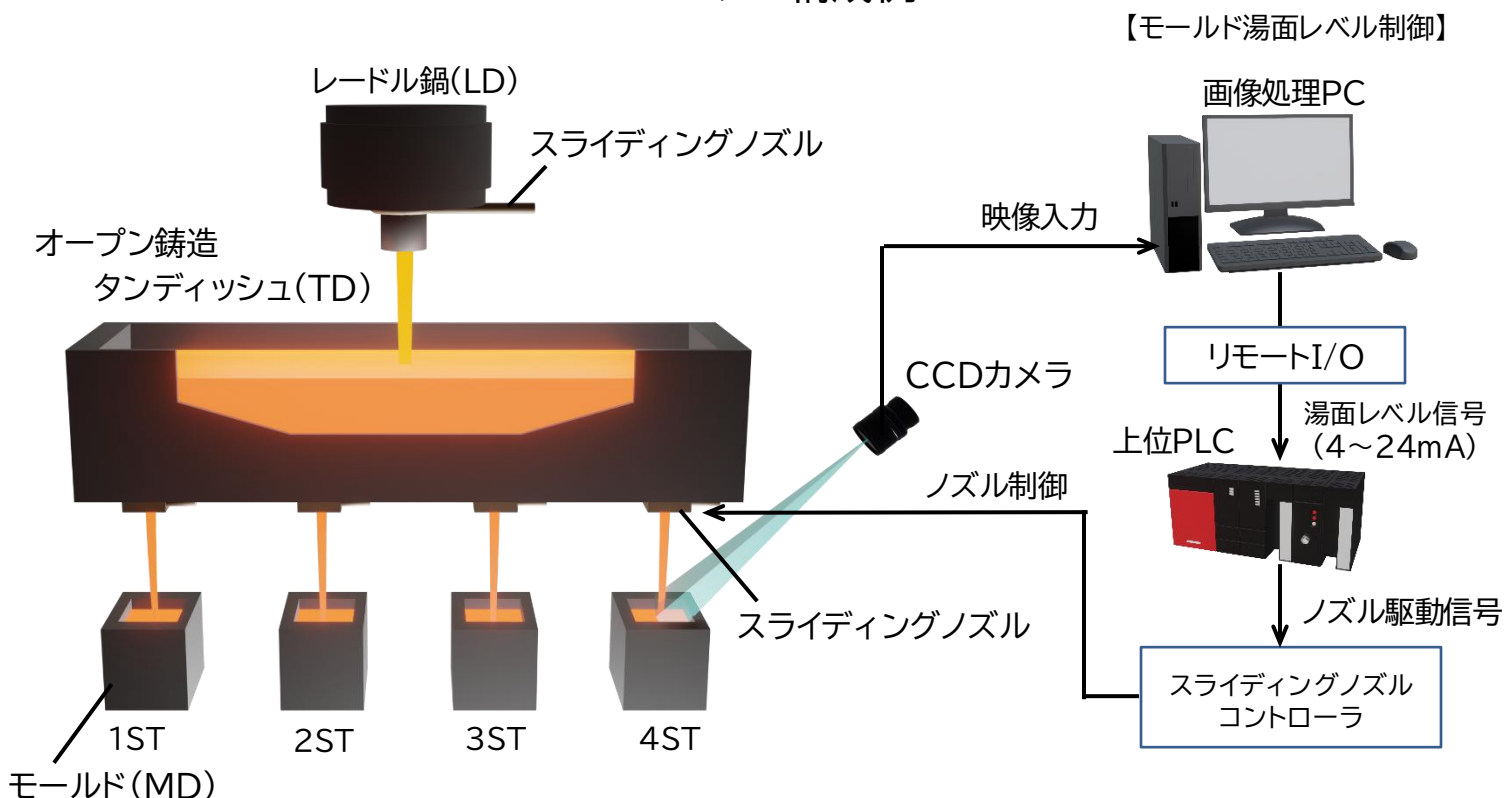 【モールド湯面レベル制御】
レードル鍋(LD)
スライディングノズル
画像処理PC
映像入力
オープン鋳造
タンディッシュ(TD)
リモートI/O
CCDカメラ
湯面レベル信号
(4～24mA)
上位PLC
ノズル制御
スライディングノズル
ノズル駆動信号
スライディングノズル
コントローラ
1ST
2ST
3ST
4ST
モールド(MD)